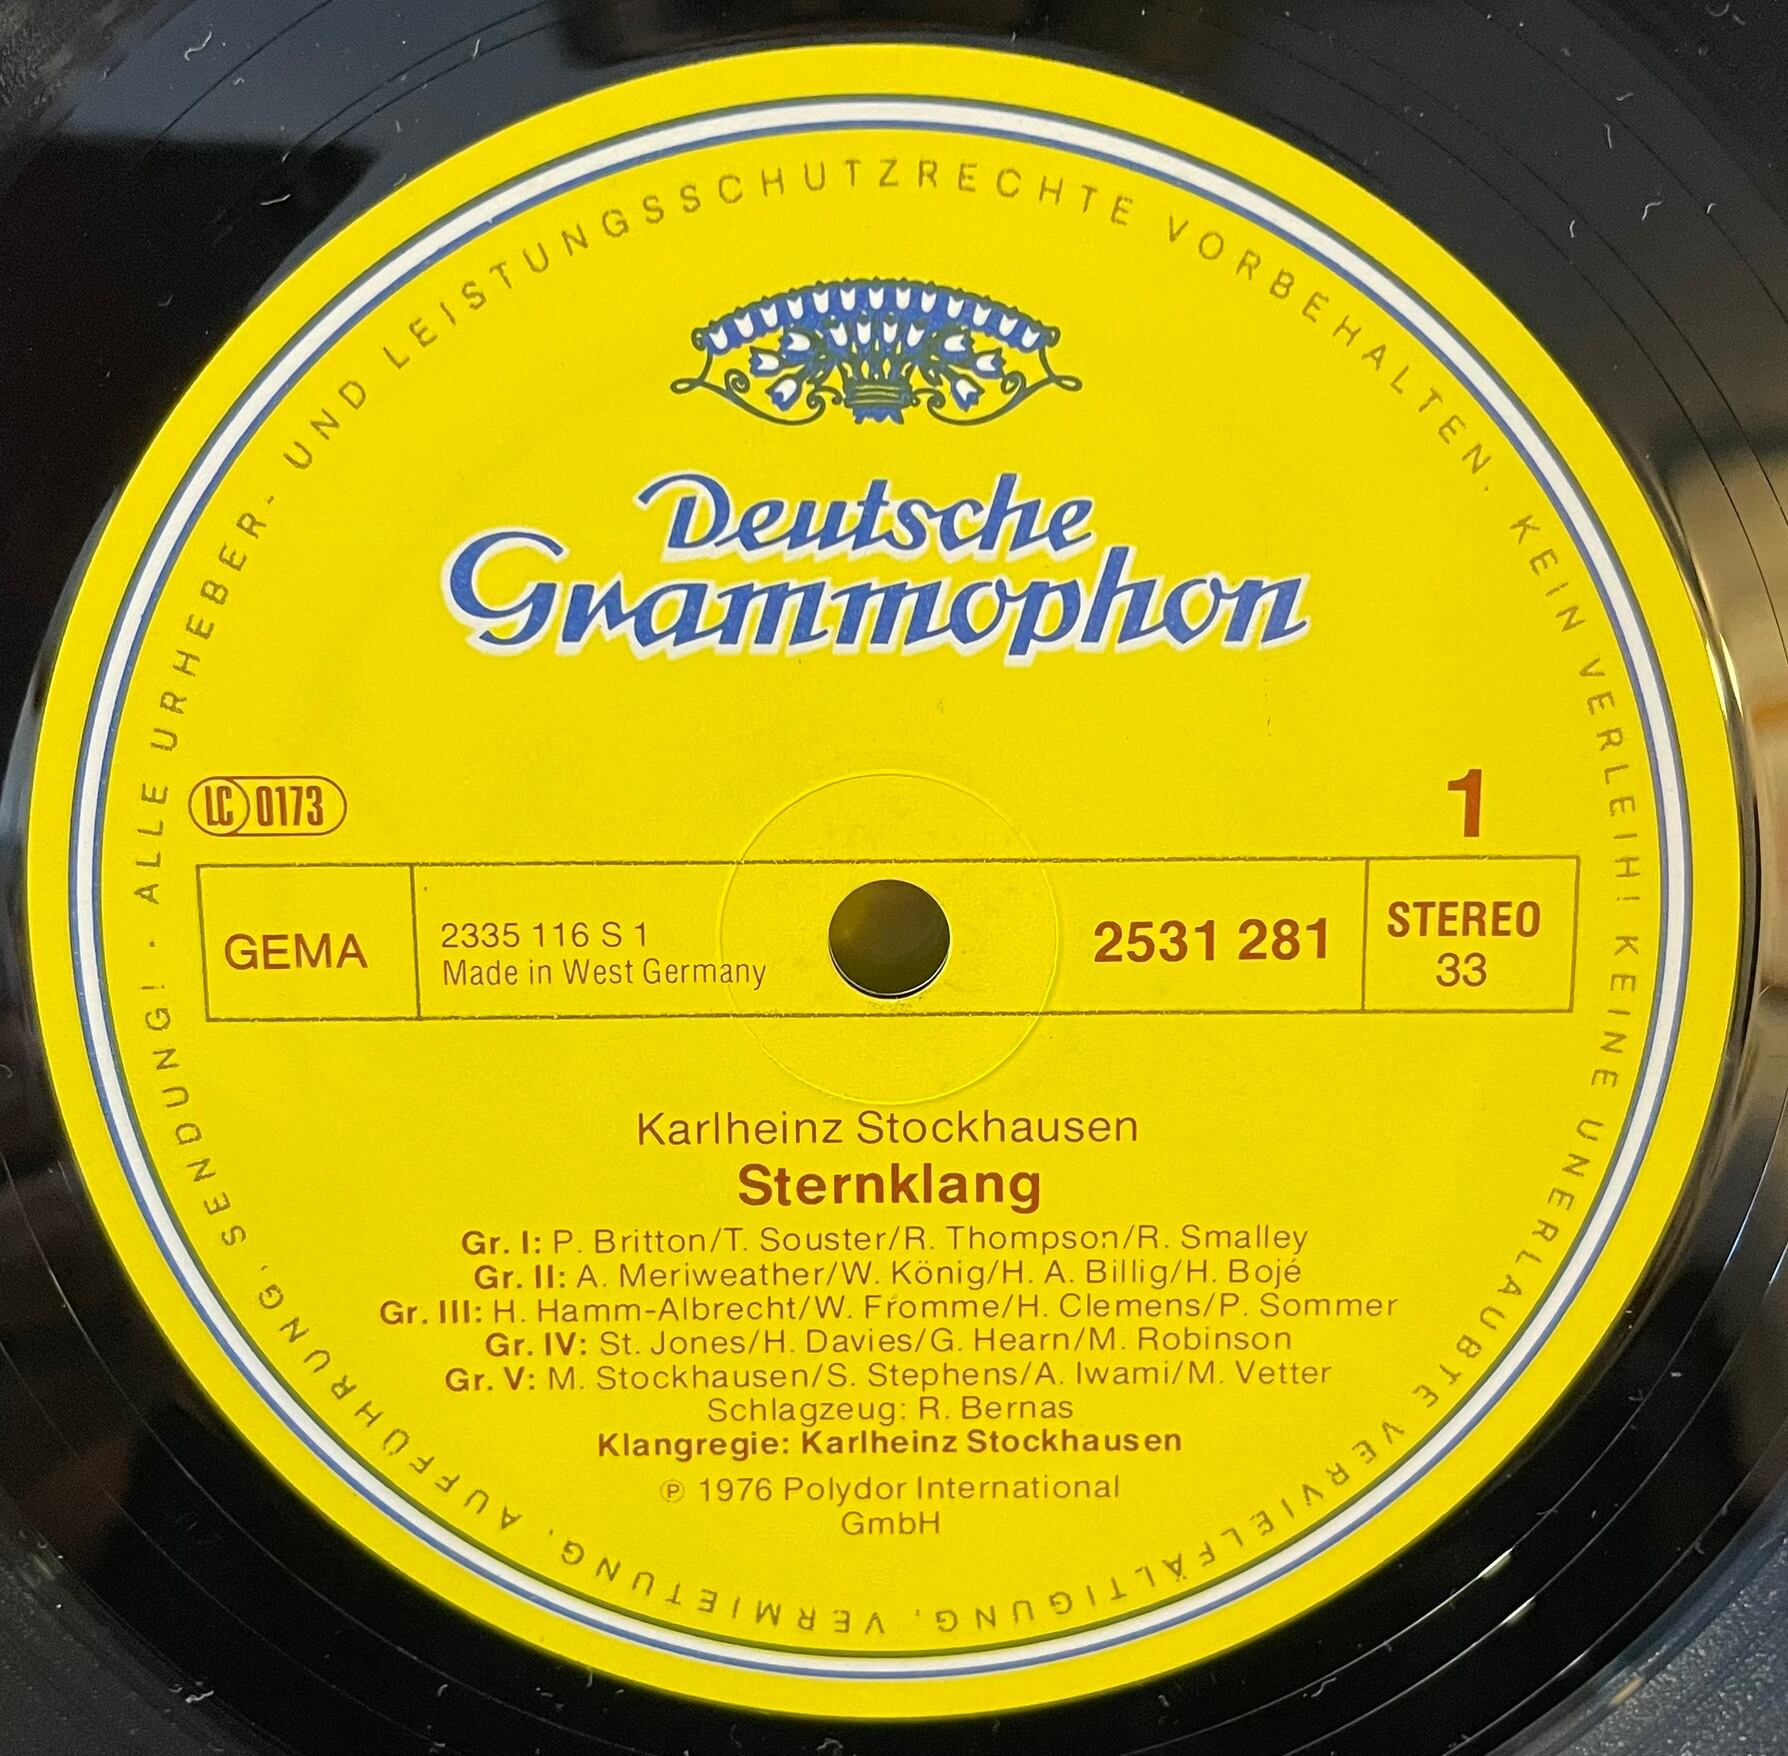 ALLE URHEBER- UND LEISTUNGSSCHUTZRECHTE VORBEHALTEN. KEIN VERLEIH! KEINE UNERLAUBTE VERVIELFÄLTIGUNG, VERMIETUNG, AUFFÜHRUNG, SENDUNG! ·
Deutsche
Grammophon
LC 0173
1
GEMA
2335 116 S 1
Made in West Germany
2531 281
STEREO
33
Karlheinz Stockhausen
Sternklang
Gr. I: P. Britton/T. Souster/R. Thompson/R. Smalley
Gr. II: A. Meriweather/W. König/H. A. Billig/H. Bojé
Gr. III: H. Hamm-Albrecht/W. Fromme/H. Clemens/P. Sommer
Gr. IV: St. Jones/H. Davies/G. Hearn/M. Robinson
Gr. V: M. Stockhausen/S. Stephens/A. Iwami/M. Vetter
Schlagzeug: R. Bernas
Klangregie: Karlheinz Stockhausen
℗ 1976 Polydor International
GmbH